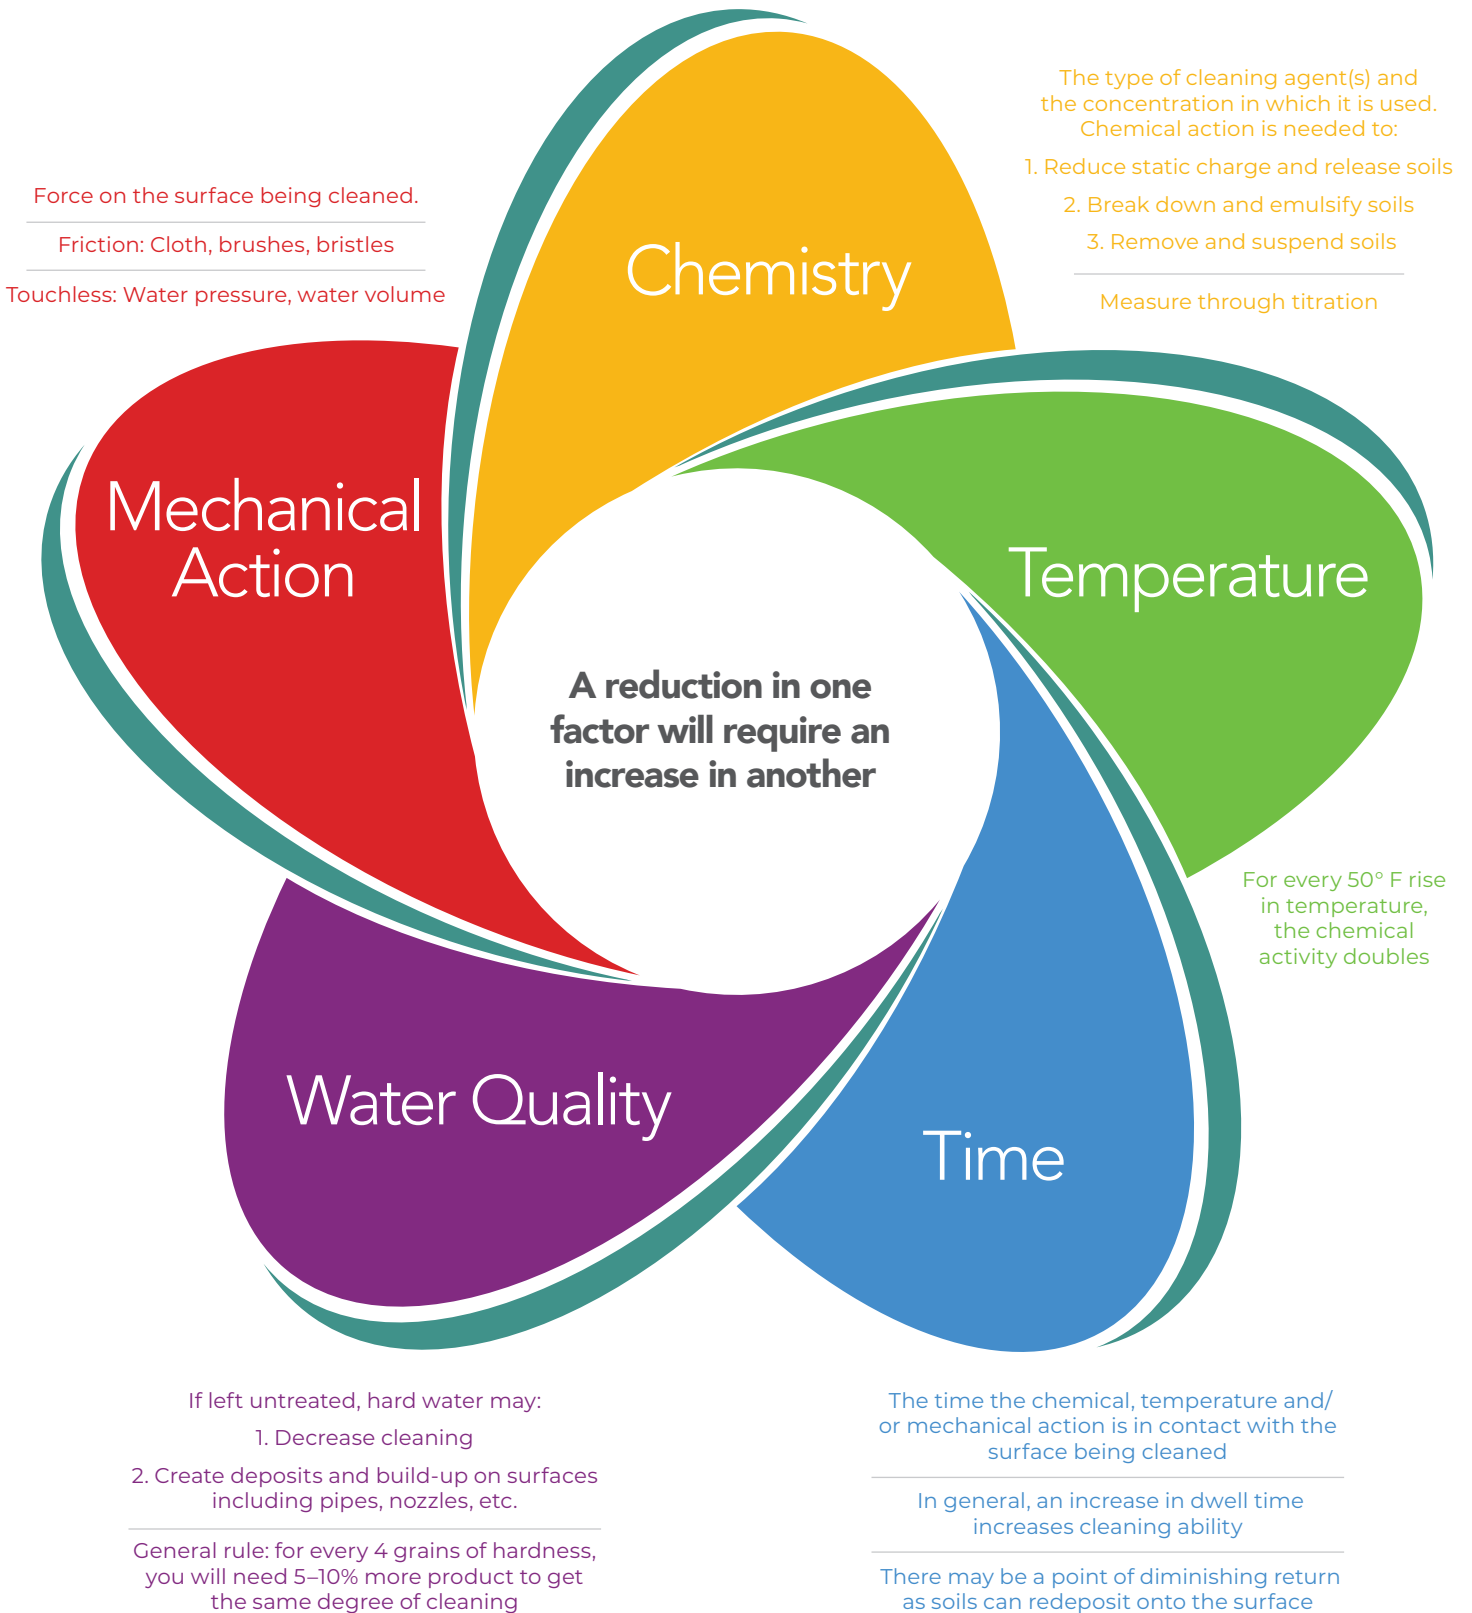 The type of cleaning agent(s) and
the concentration in which it is used.
Chemical action is needed to:
1. Reduce static charge and release soils
2. Break down and emulsify soils
3. Remove and suspend soils
Measure through titration
Force on the surface being cleaned.
Friction: Cloth, brushes, bristles
Touchless: Water pressure, water volume
Chemistry
Mechanical
Action
Temperature
A reduction in one
factor will require an
increase in another
For every 50° F rise
in temperature,
the chemical
activity doubles
Water Quality
Time
If left untreated, hard water may:
1. Decrease cleaning
2. Create deposits and build-up on surfaces
including pipes, nozzles, etc.
General rule: for every 4 grains of hardness,
you will need 5–10% more product to get
the same degree of cleaning
The time the chemical, temperature and/
or mechanical action is in contact with the
surface being cleaned
In general, an increase in dwell time
increases cleaning ability
There may be a point of diminishing return
as soils can redeposit onto the surface